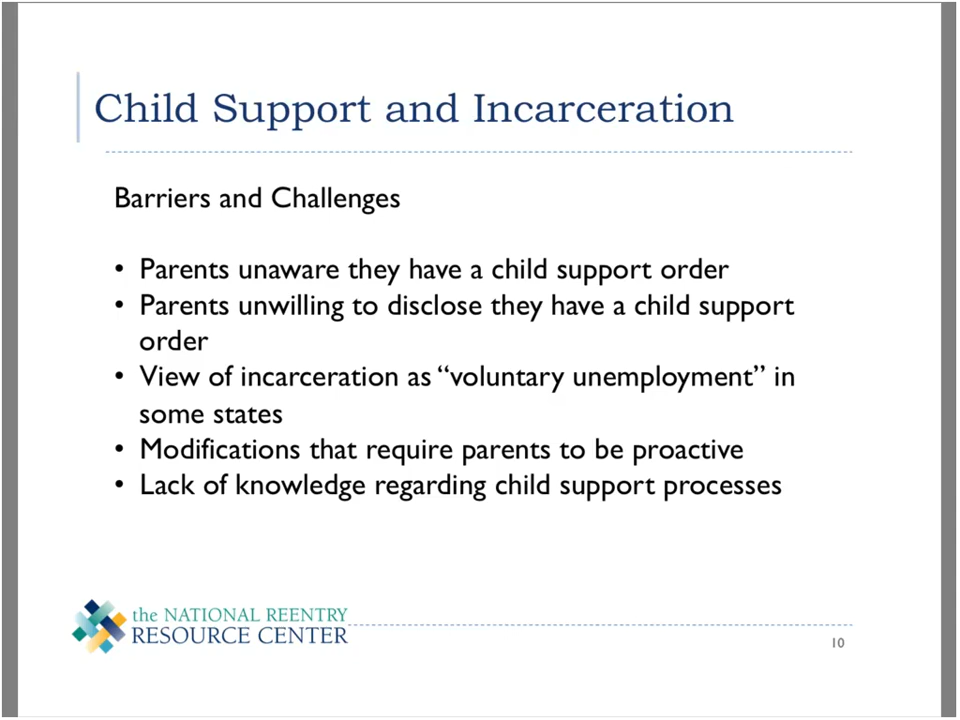 Child Support and Incarceration
Barriers and Challenges
• Parents unaware they have a child support order
• Parents unwilling to disclose they have a child support
order
• View of incarceration as “voluntary unemployment” in
some states
• Modifications that require parents to be proactive
• Lack of knowledge regarding child support processes
the NATIONAL REENTRY
RESOURCE CENTER
10